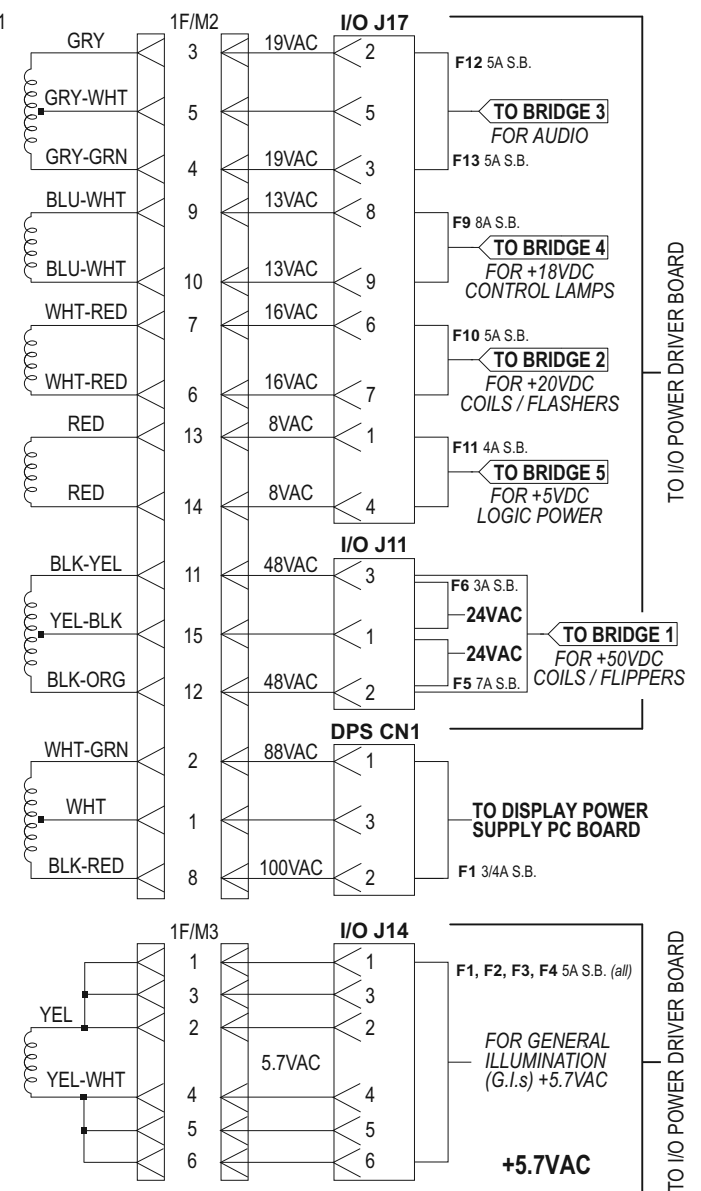 1
1F/M2
I/O J17
GRY
3
19VAC
2
F12 5A S.B.
GRY-WHT
5
5
TO BRIDGE 3
FOR AUDIO
GRY-GRN
4
19VAC
3
F13 5A S.B.
BLU-WHT
9
13VAC
8
F9 8A S.B.
TO BRIDGE 4
FOR +18VDC
CONTROL LAMPS
BLU-WHT
10
13VAC
9
WHT-RED
7
16VAC
6
F10 5A S.B.
TO BRIDGE 2
FOR +20VDC
COILS / FLASHERS
WHT-RED
6
16VAC
7
RED
13
8VAC
1
F11 4A S.B.
TO BRIDGE 5
FOR +5VDC
LOGIC POWER
RED
14
8VAC
4
TO I/O POWER DRIVER BOARD
I/O J11
BLK-YEL
11
48VAC
3
F6 3A S.B.
24VAC
YEL-BLK
15
1
TO BRIDGE 1
24VAC
FOR +50VDC
COILS / FLIPPERS
BLK-ORG
12
48VAC
2
F5 7A S.B.
DPS CN1
WHT-GRN
2
88VAC
1
WHT
1
3
TO DISPLAY POWER
SUPPLY PC BOARD
BLK-RED
8
100VAC
2
F1 3/4A S.B.
1F/M3
I/O J14
1
1
F1, F2, F3, F4 5A S.B. (all)
3
3
YEL
2
2
5.7VAC
FOR GENERAL
ILLUMINATION
(G.I.s) +5.7VAC
YEL-WHT
4
4
5
5
6
6
+5.7VAC
TO I/O POWER DRIVER BOARD